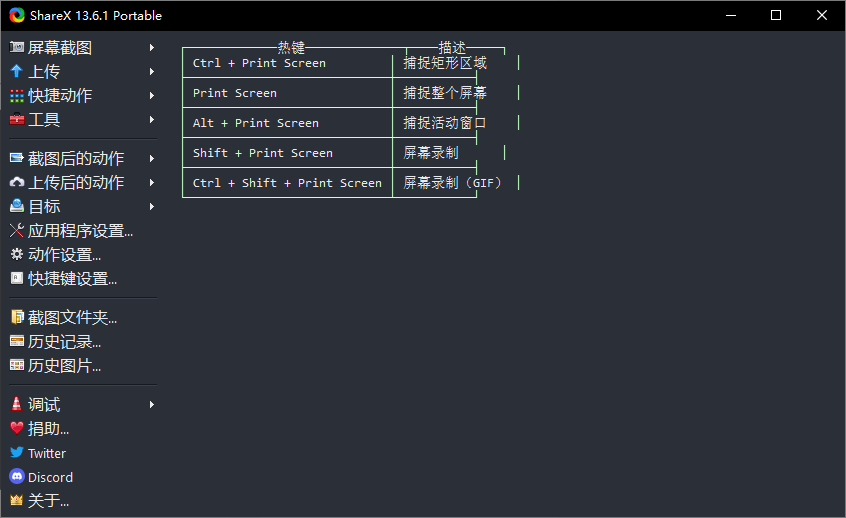 ShareX 13.6.1 Portable
屏幕截图
上传
快捷动作
工具
截图后的动作
上传后的动作
目标
应用程序设置...
动作设置...
快捷键设置...
截图文件夹...
历史记录...
历史图片...
调试
捐助...
Twitter
Discord
关于...
热键 描述
Ctrl + Print Screen 捕捉矩形区域
Print Screen 捕捉整个屏幕
Alt + Print Screen 捕捉活动窗口
Shift + Print Screen 屏幕录制
Ctrl + Shift + Print Screen 屏幕录制（GIF）